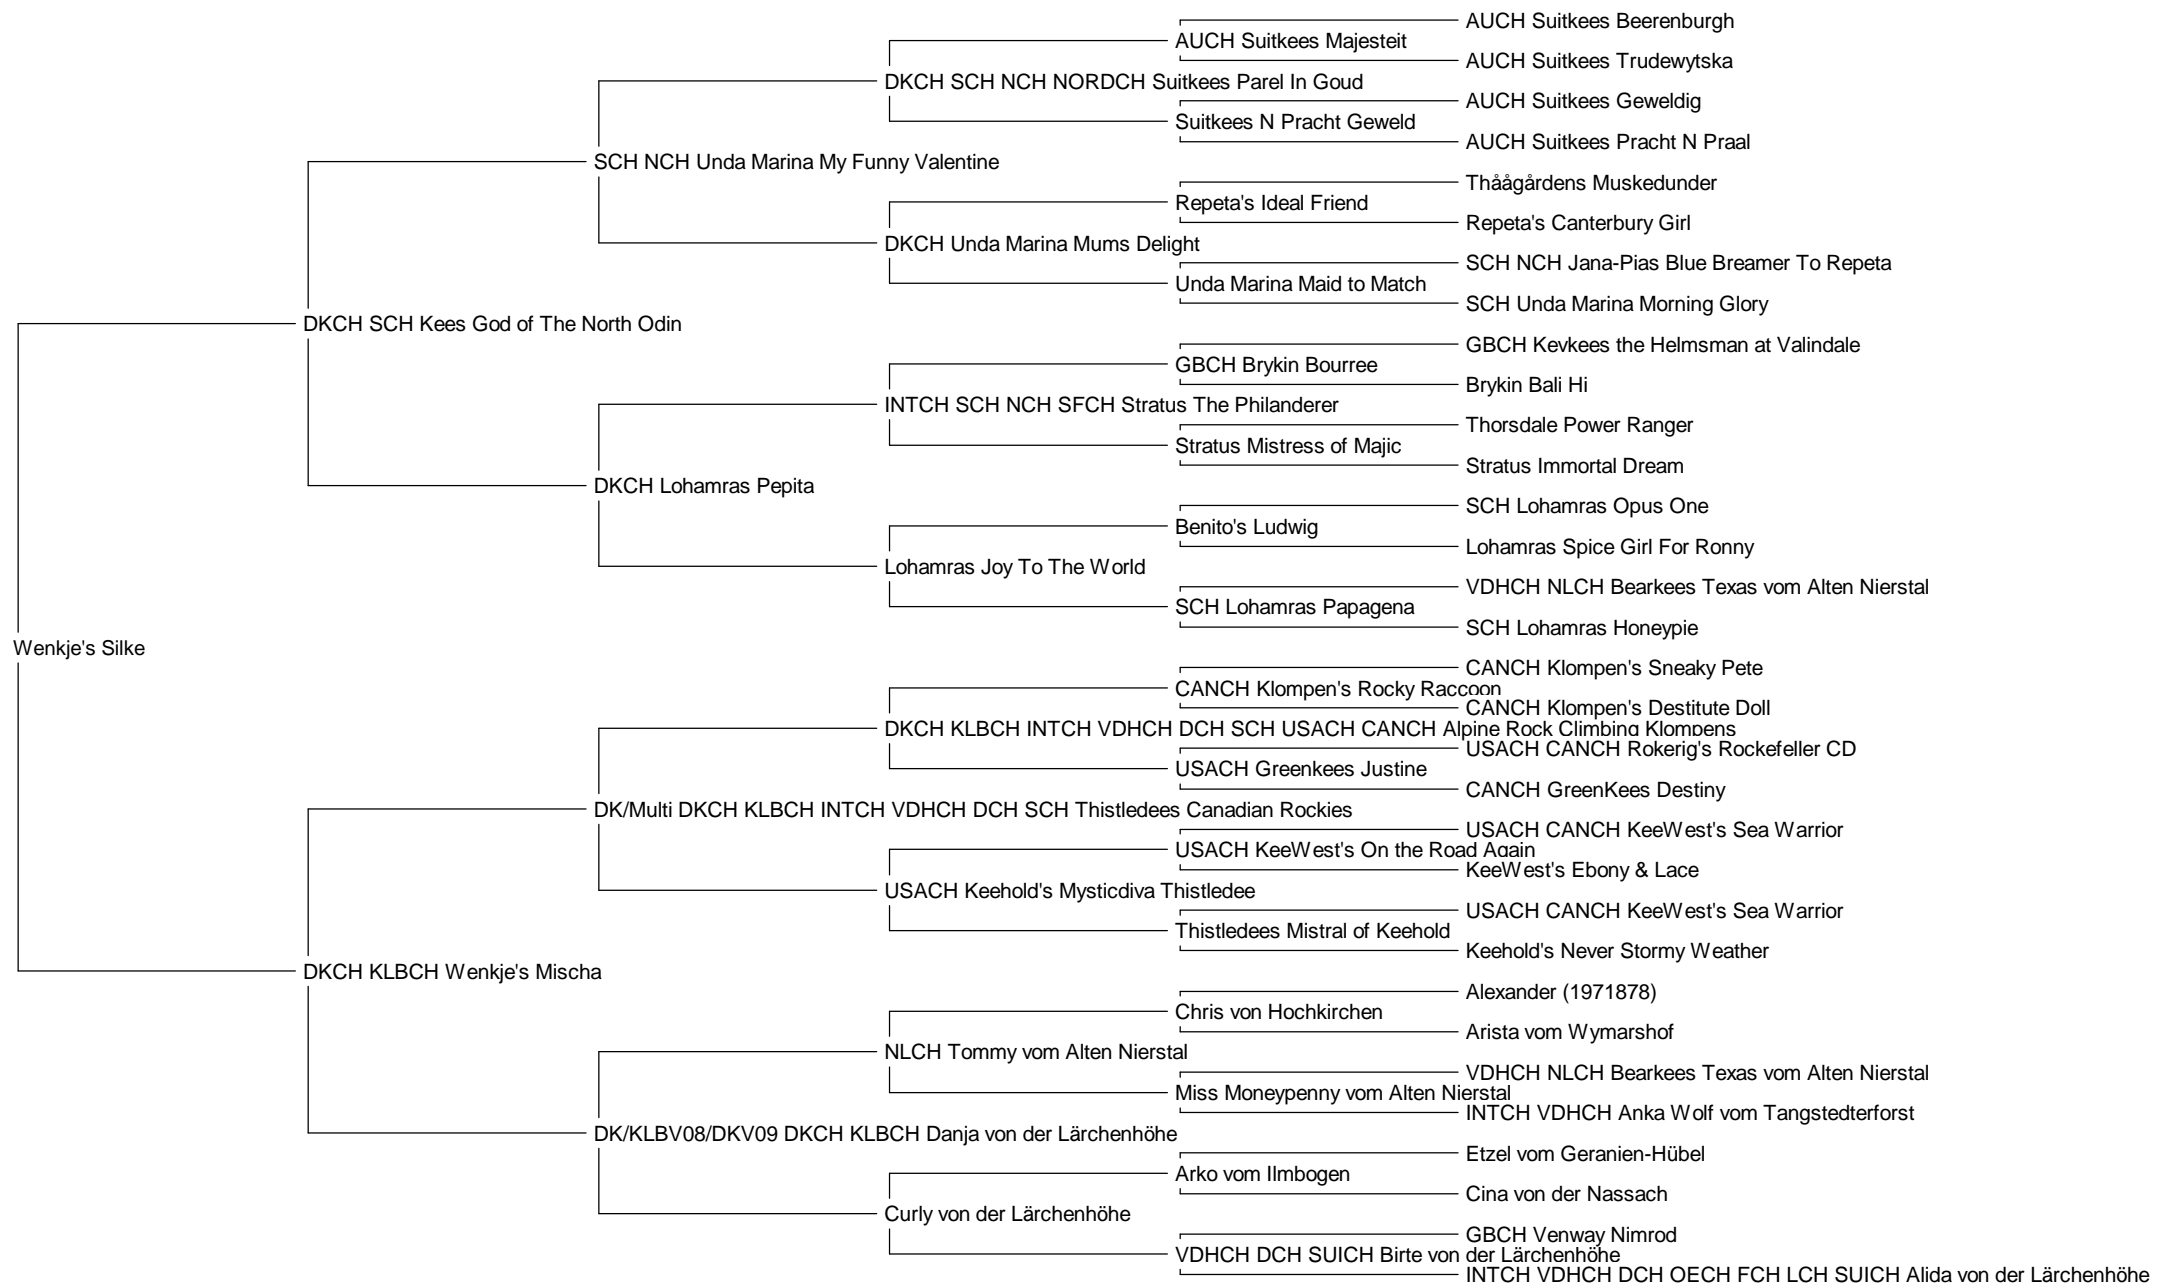 AUCH Suitkees Beerenburgh
AUCH Suitkees Majesteit
AUCH Suitkees Trudewytska
DKCH SCH NCH NORDCH Suitkees Parel In Goud
AUCH Suitkees Geweldig
Suitkees N Pracht Geweld
AUCH Suitkees Pracht N Praal
SCH NCH Unda Marina My Funny Valentine
Thåågårdens Muskedunder
Repeta's Ideal Friend
Repeta's Canterbury Girl
DKCH Unda Marina Mums Delight
SCH NCH Jana-Pias Blue Breamer To Repeta
Unda Marina Maid to Match
SCH Unda Marina Morning Glory
DKCH SCH Kees God of The North Odin
GBCH Kevkees the Helmsman at Valindale
GBCH Brykin Bourree
Brykin Bali Hi
INTCH SCH NCH SFCH Stratus The Philanderer
Thorsdale Power Ranger
Stratus Mistress of Majic
Stratus Immortal Dream
DKCH Lohamras Pepita
SCH Lohamras Opus One
Benito's Ludwig
Lohamras Spice Girl For Ronny
Lohamras Joy To The World
VDHCH NLCH Bearkees Texas vom Alten Nierstal
SCH Lohamras Papagena
SCH Lohamras Honeypie
Wenkje's Silke
CANCH Klompen's Sneaky Pete
CANCH Klompen's Rocky Raccoon
CANCH Klompen's Destitute Doll
DKCH KLBCH INTCH VDHCH DCH SCH USACH CANCH Alpine Rock Climbing Klompens
USACH CANCH Rokerig's Rockefeller CD
USACH Greenkees Justine
CANCH GreenKees Destiny
DK/Multi DKCH KLBCH INTCH VDHCH DCH SCH Thistledees Canadian Rockies
USACH CANCH KeeWest's Sea Warrior
USACH KeeWest's On the Road Again
KeeWest's Ebony & Lace
USACH Keehold's Mysticdiva Thistledee
USACH CANCH KeeWest's Sea Warrior
Thistledees Mistral of Keehold
Keehold's Never Stormy Weather
DKCH KLBCH Wenkje's Mischa
Alexander (1971878)
Chris von Hochkirchen
Arista vom Wymarshof
NLCH Tommy vom Alten Nierstal
VDHCH NLCH Bearkees Texas vom Alten Nierstal
Miss Moneypenny vom Alten Nierstal
INTCH VDHCH Anka Wolf vom Tangstedterforst
DK/KLBV08/DKV09 DKCH KLBCH Danja von der Lärchenhöhe
Etzel vom Geranien-Hübel
Arko vom Ilmbogen
Cina von der Nassach
Curly von der Lärchenhöhe
GBCH Venway Nimrod
VDHCH DCH SUICH Birte von der Lärchenhöhe
INTCH VDHCH DCH OECH FCH LCH SUICH Alida von der Lärchenhöhe